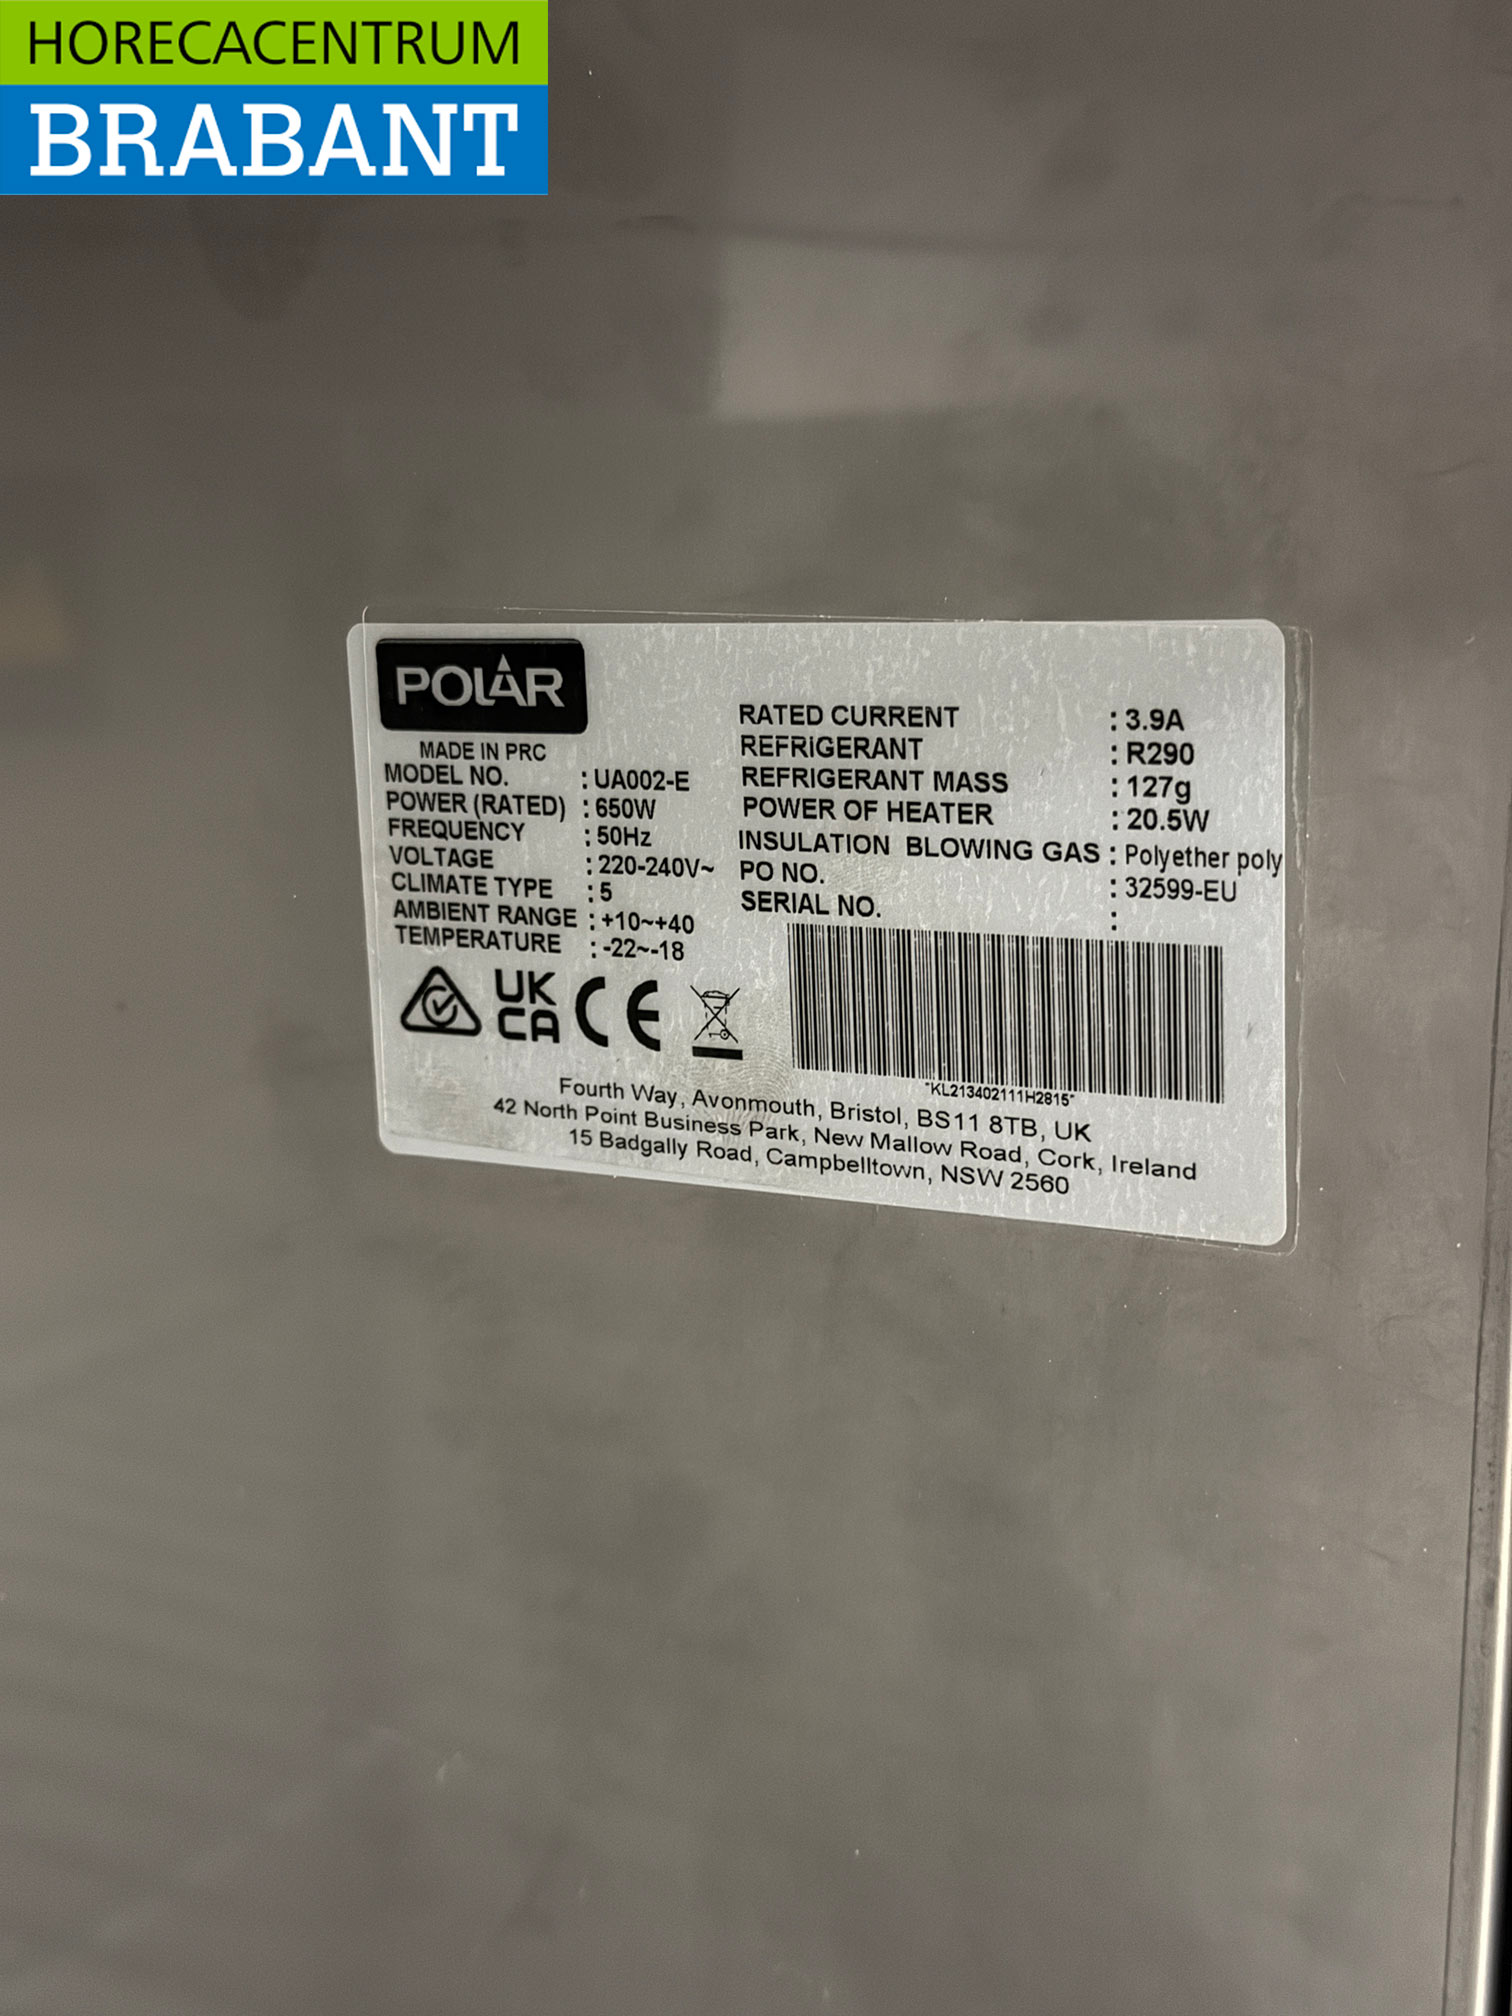 HORECACENTRUM
BRABANT
POLAR
MADE IN PRC
MODEL NO. : UA002-E
POWER (RATED) : 650W
FREQUENCY : 50Hz
VOLTAGE : 220-240V~
CLIMATE TYPE : 5
AMBIENT RANGE : +10~+40
TEMPERATURE : -22~-18
RATED CURRENT : 3.9A
REFRIGERANT : R290
REFRIGERANT MASS : 127g
POWER OF HEATER : 20.5W
INSULATION BLOWING GAS : Polyether poly
PO NO. : 32599-EU
SERIAL NO. :
UK
CA
CE
*KL213402111H2815*
Fourth Way, Avonmouth, Bristol, BS11 8TB, UK
42 North Point Business Park, New Mallow Road, Cork, Ireland
15 Badgally Road, Campbelltown, NSW 2560